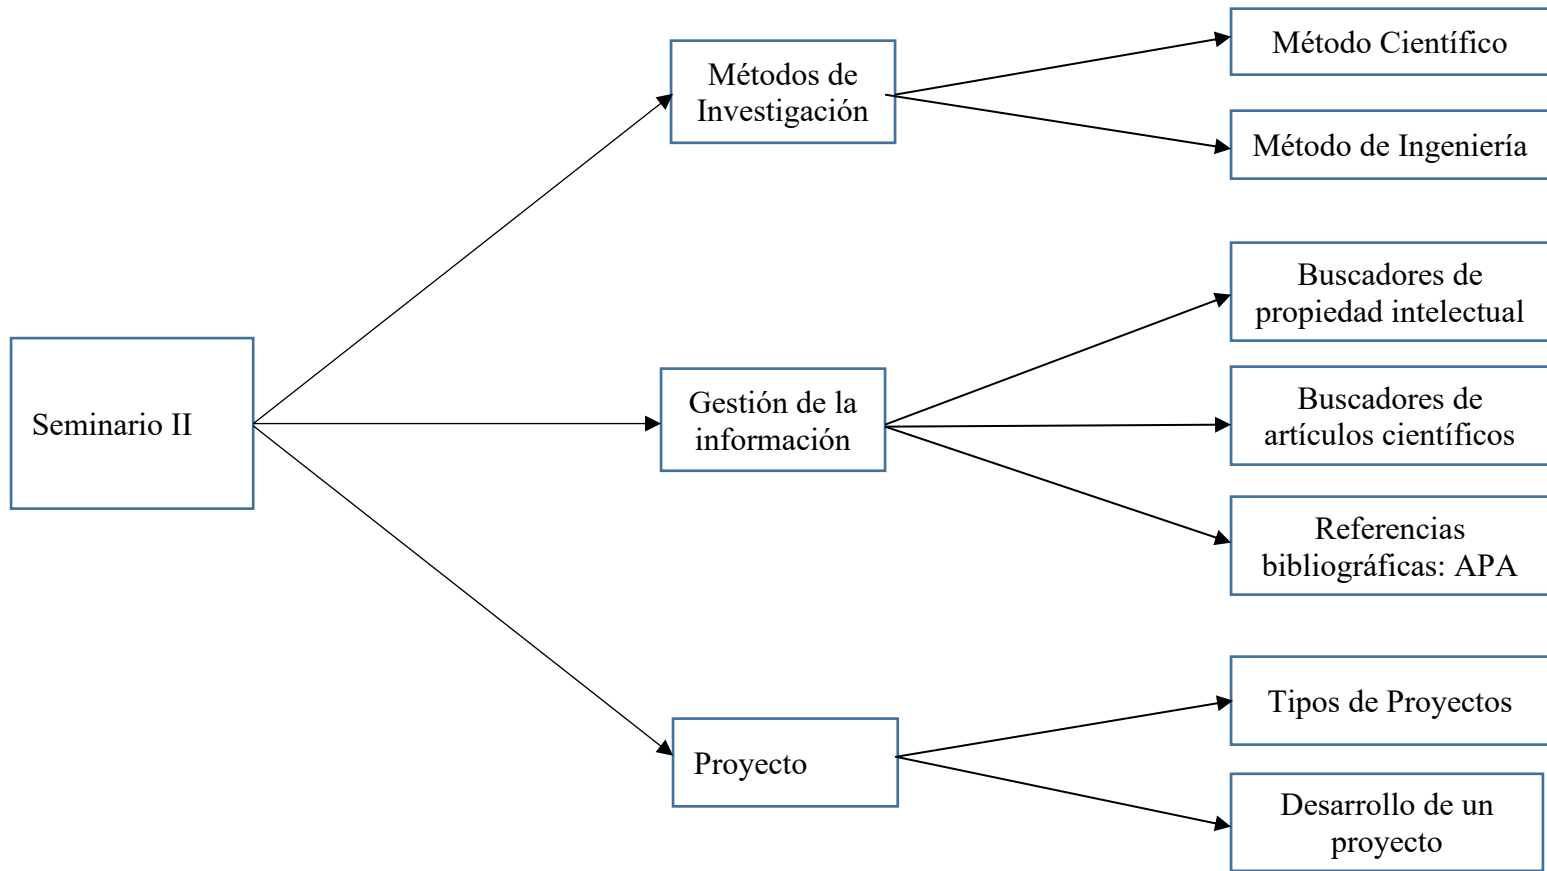 Seminario II
Métodos de
Investigación
Método Científico
Método de Ingeniería
Gestión de la
información
Buscadores de
propiedad intelectual
Buscadores de
artículos científicos
Referencias
bibliográficas: APA
Proyecto
Tipos de Proyectos
Desarrollo de un
proyecto